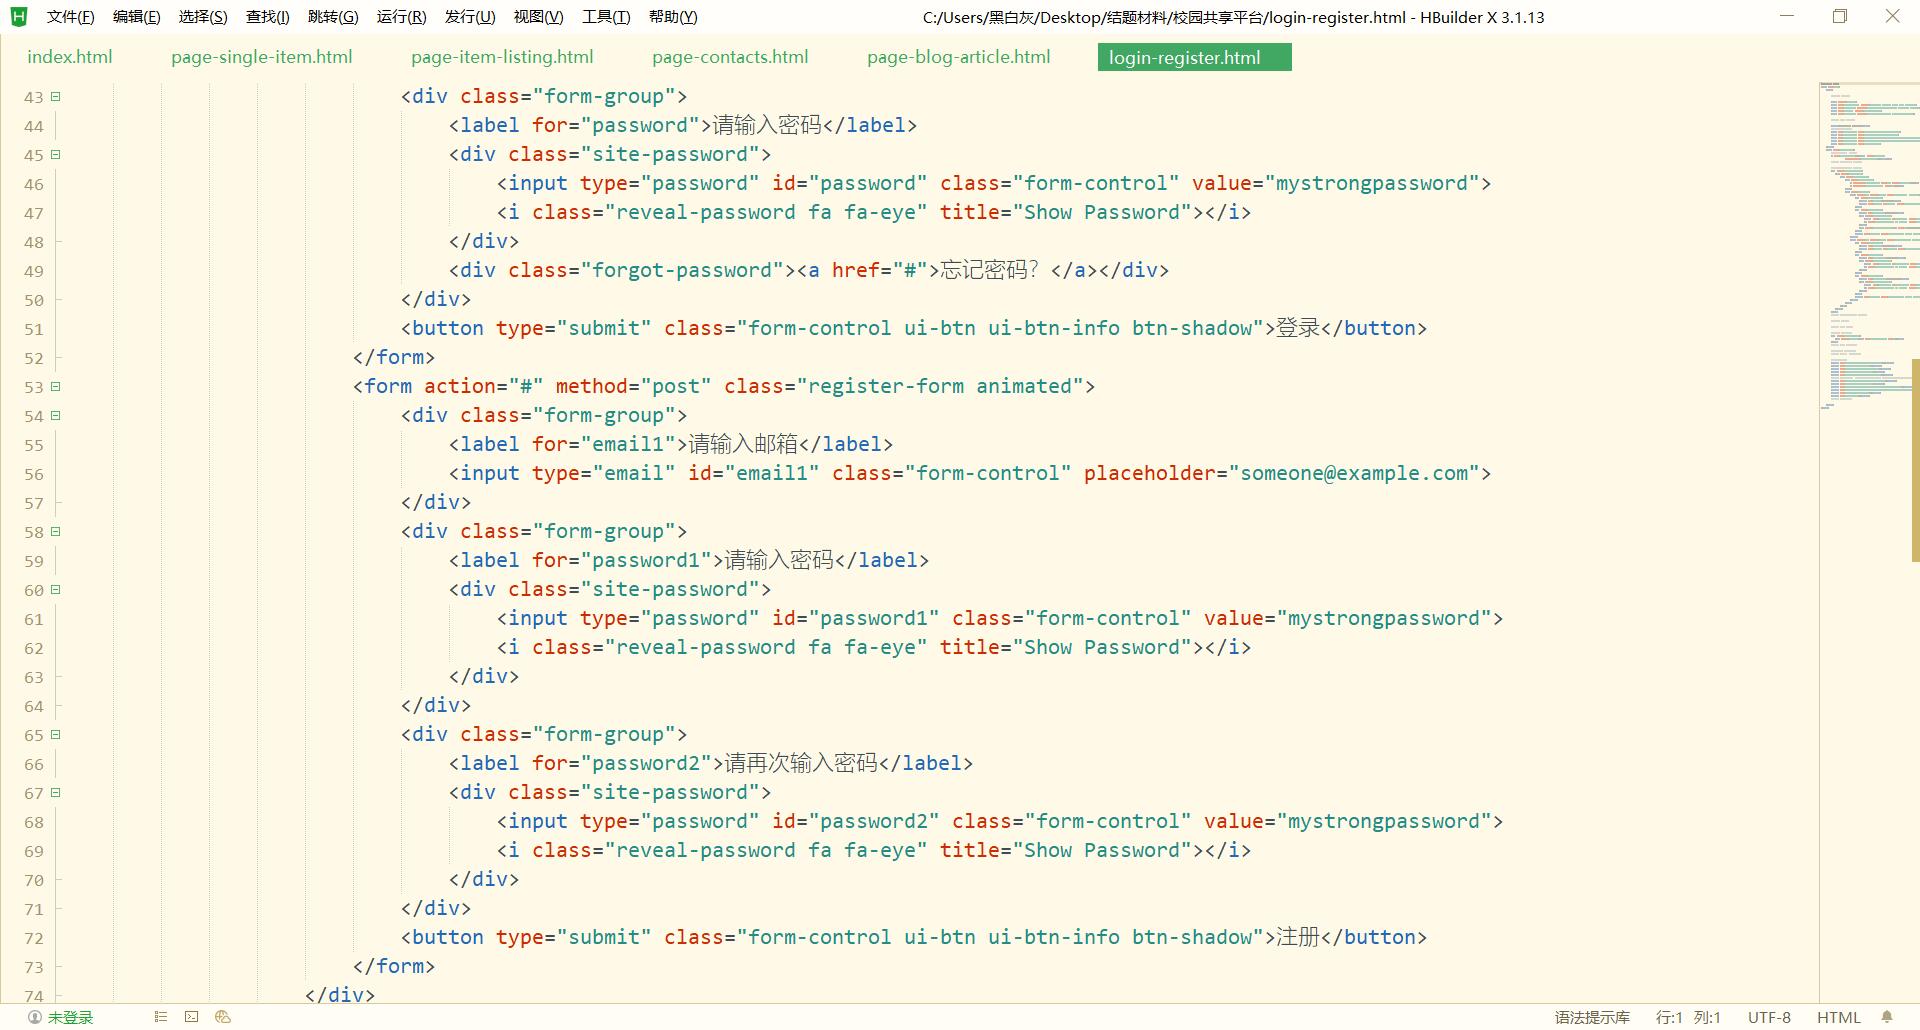 文件(F) 编辑(E) 选择(S) 查找(I) 跳转(G) 运行(R) 发行(U) 视图(V) 工具(T) 帮助(Y) C:/Users/黑白灰/Desktop/结题材料/校园共享平台/login-register.html - HBuilder X 3.1.13
index.html page-single-item.html page-item-listing.html page-contacts.html page-blog-article.html login-register.html
43 <div class="form-group">
44 <label for="password">请输入密码</label>
45 <div class="site-password">
46 <input type="password" id="password" class="form-control" value="mystrongpassword">
47 <i class="reveal-password fa fa-eye" title="Show Password"></i>
48 </div>
49 <div class="forgot-password"><a href="#">忘记密码？</a></div>
50 </div>
51 <button type="submit" class="form-control ui-btn ui-btn-info btn-shadow">登录</button>
52 </form>
53 <form action="#" method="post" class="register-form animated">
54 <div class="form-group">
55 <label for="email1">请输入邮箱</label>
56 <input type="email" id="email1" class="form-control" placeholder="someone@example.com">
57 </div>
58 <div class="form-group">
59 <label for="password1">请输入密码</label>
60 <div class="site-password">
61 <input type="password" id="password1" class="form-control" value="mystrongpassword">
62 <i class="reveal-password fa fa-eye" title="Show Password"></i>
63 </div>
64 </div>
65 <div class="form-group">
66 <label for="password2">请再次输入密码</label>
67 <div class="site-password">
68 <input type="password" id="password2" class="form-control" value="mystrongpassword">
69 <i class="reveal-password fa fa-eye" title="Show Password"></i>
70 </div>
71 </div>
72 <button type="submit" class="form-control ui-btn ui-btn-info btn-shadow">注册</button>
73 </form>
74 </div>
未登录 语法提示库 行:1 列:1 UTF-8 HTML